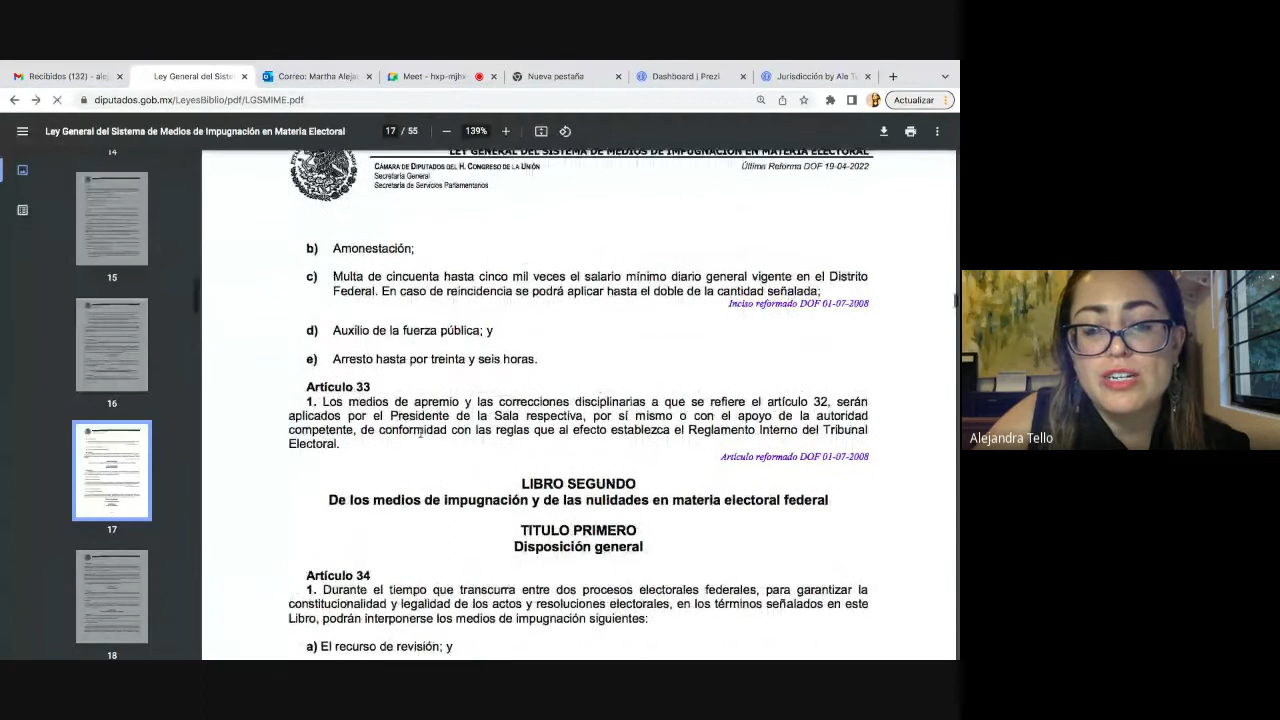 Recibidos (132) - ale
Ley General del Siste
Correo: Martha Aleja
Meet - hxp-mjhx
Nueva pestaña
Dashboard | Prezi
Jurisdicción by Ale T
diputados.gob.mx/LeyesBiblio/pdf/LGSMIME.pdf
Actualizar
Ley General del Sistema de Medios de Impugnación en Materia Electoral
17 / 55
139%
14
15
16
17
18
LEY GENERAL DEL SISTEMA DE MEDIOS DE IMPUGNACIÓN EN MATERIA ELECTORAL
CÁMARA DE DIPUTADOS DEL H. CONGRESO DE LA UNIÓN
Secretaría General
Secretaría de Servicios Parlamentarios
Última Reforma DOF 19-04-2022
b) Amonestación;
c) Multa de cincuenta hasta cinco mil veces el salario mínimo diario general vigente en el Distrito
Federal. En caso de reincidencia se podrá aplicar hasta el doble de la cantidad señalada;
Inciso reformado DOF 01-07-2008
d) Auxilio de la fuerza pública; y
e) Arresto hasta por treinta y seis horas.
Artículo 33
1. Los medios de apremio y las correcciones disciplinarias a que se refiere el artículo 32, serán
aplicados por el Presidente de la Sala respectiva, por sí mismo o con el apoyo de la autoridad
competente, de conformidad con las reglas que al efecto establezca el Reglamento Interno del Tribunal
Electoral.
Artículo reformado DOF 01-07-2008
LIBRO SEGUNDO
De los medios de impugnación y de las nulidades en materia electoral federal
TITULO PRIMERO
Disposición general
Artículo 34
1. Durante el tiempo que transcurra entre dos procesos electorales federales, para garantizar la
constitucionalidad y legalidad de los actos y resoluciones electorales, en los términos señalados en este
Libro, podrán interponerse los medios de impugnación siguientes:
a) El recurso de revisión; y
Alejandra Tello